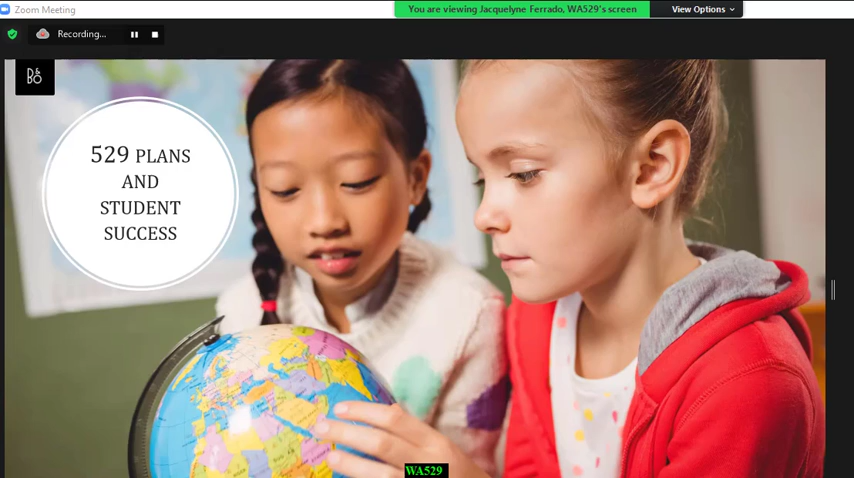 Zoom Meeting
You are viewing Jacquelyne Ferrado, WA529's screen
View Options
Recording...
B&O
529 PLANS
AND
STUDENT
SUCCESS
WA529